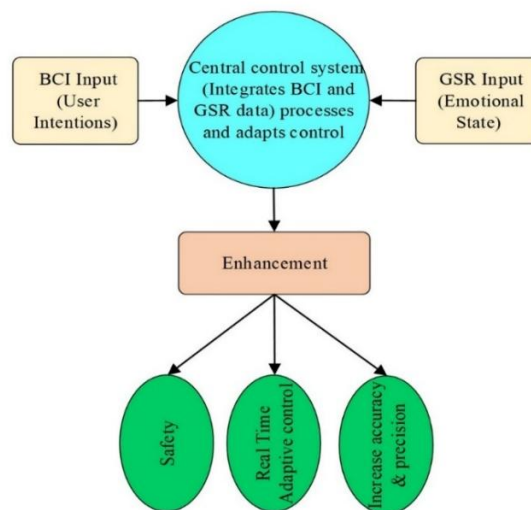 BCI Input
(User
Intentions)
Central control system
(Integrates BCI and
GSR data) processes
and adapts control
GSR Input
(Emotional
State)
Enhancement
Safety
Real Time
Adaptive control
Increase accuracy
& precision